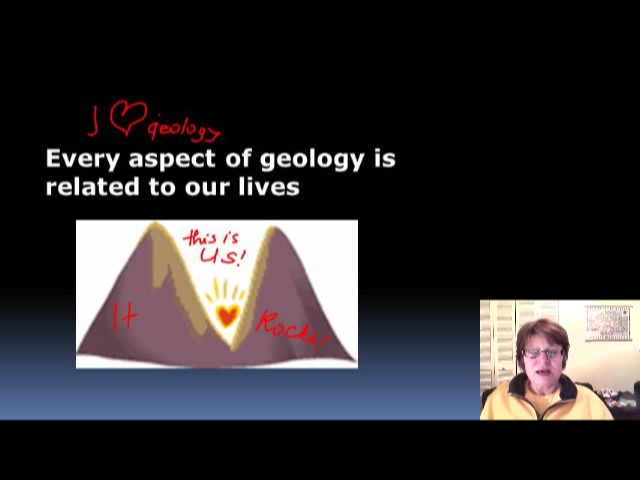 I ♡ geology
Every aspect of geology is
related to our lives
this is
US!
It
Rocks!